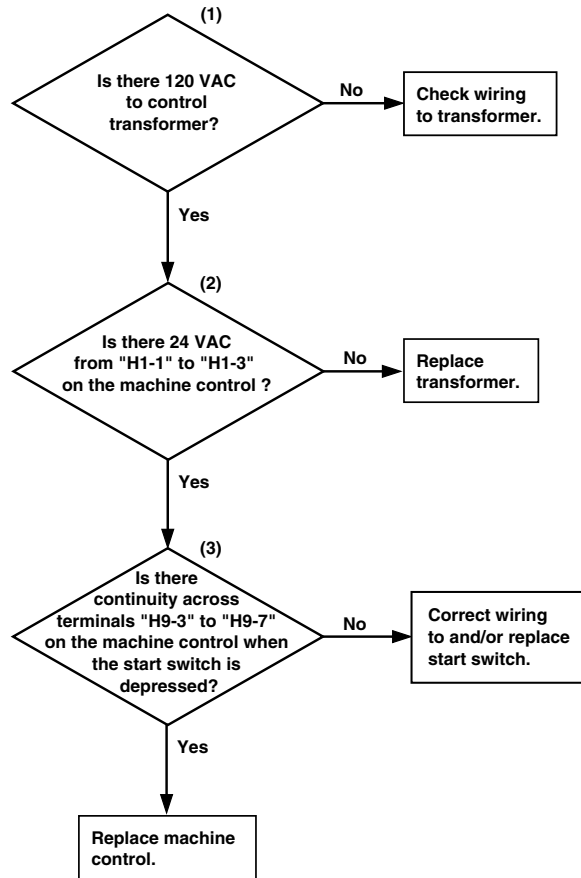 (1)
Is there 120 VAC
to control
transformer?
No
Check wiring
to transformer.
Yes
(2)
Is there 24 VAC
from "H1-1" to "H1-3"
on the machine control ?
No
Replace
transformer.
Yes
(3)
Is there
continuity across
terminals "H9-3" to "H9-7"
on the machine control when
the start switch is
depressed?
No
Correct wiring
to and/or replace
start switch.
Yes
Replace machine
control.